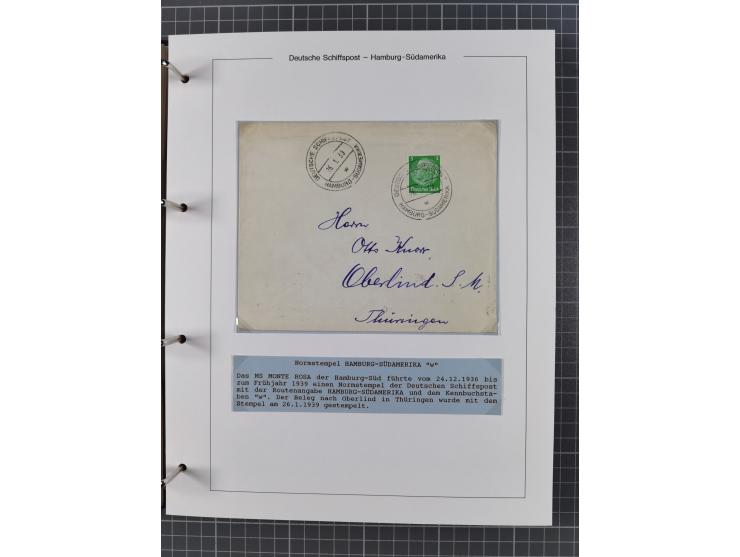 Deutsche Schiffspost – Hamburg-Südamerika
DEUTSCHE
HAMBURG-SÜDAMERIKA
HAMBURG-SÜDAMERIKA
Herrn
Otto Knorr
Oberlind. S. M.
Thüringen
Normstempel HAMBURG-SÜDAMERIKA "w"
Das MS MONTE ROSA der Hamburg-Süd führte vom 24.12.1936 bis
zum Frühjahr 1939 einen Normstempel der Deutschen Schiffspost
mit der Routenangabe HAMBURG-SÜDAMERIKA und dem Kennbuchsta-
ben "w". Der Beleg nach Oberlind in Thüringen wurde mit dem
Stempel am 26.1.1939 gestempelt.